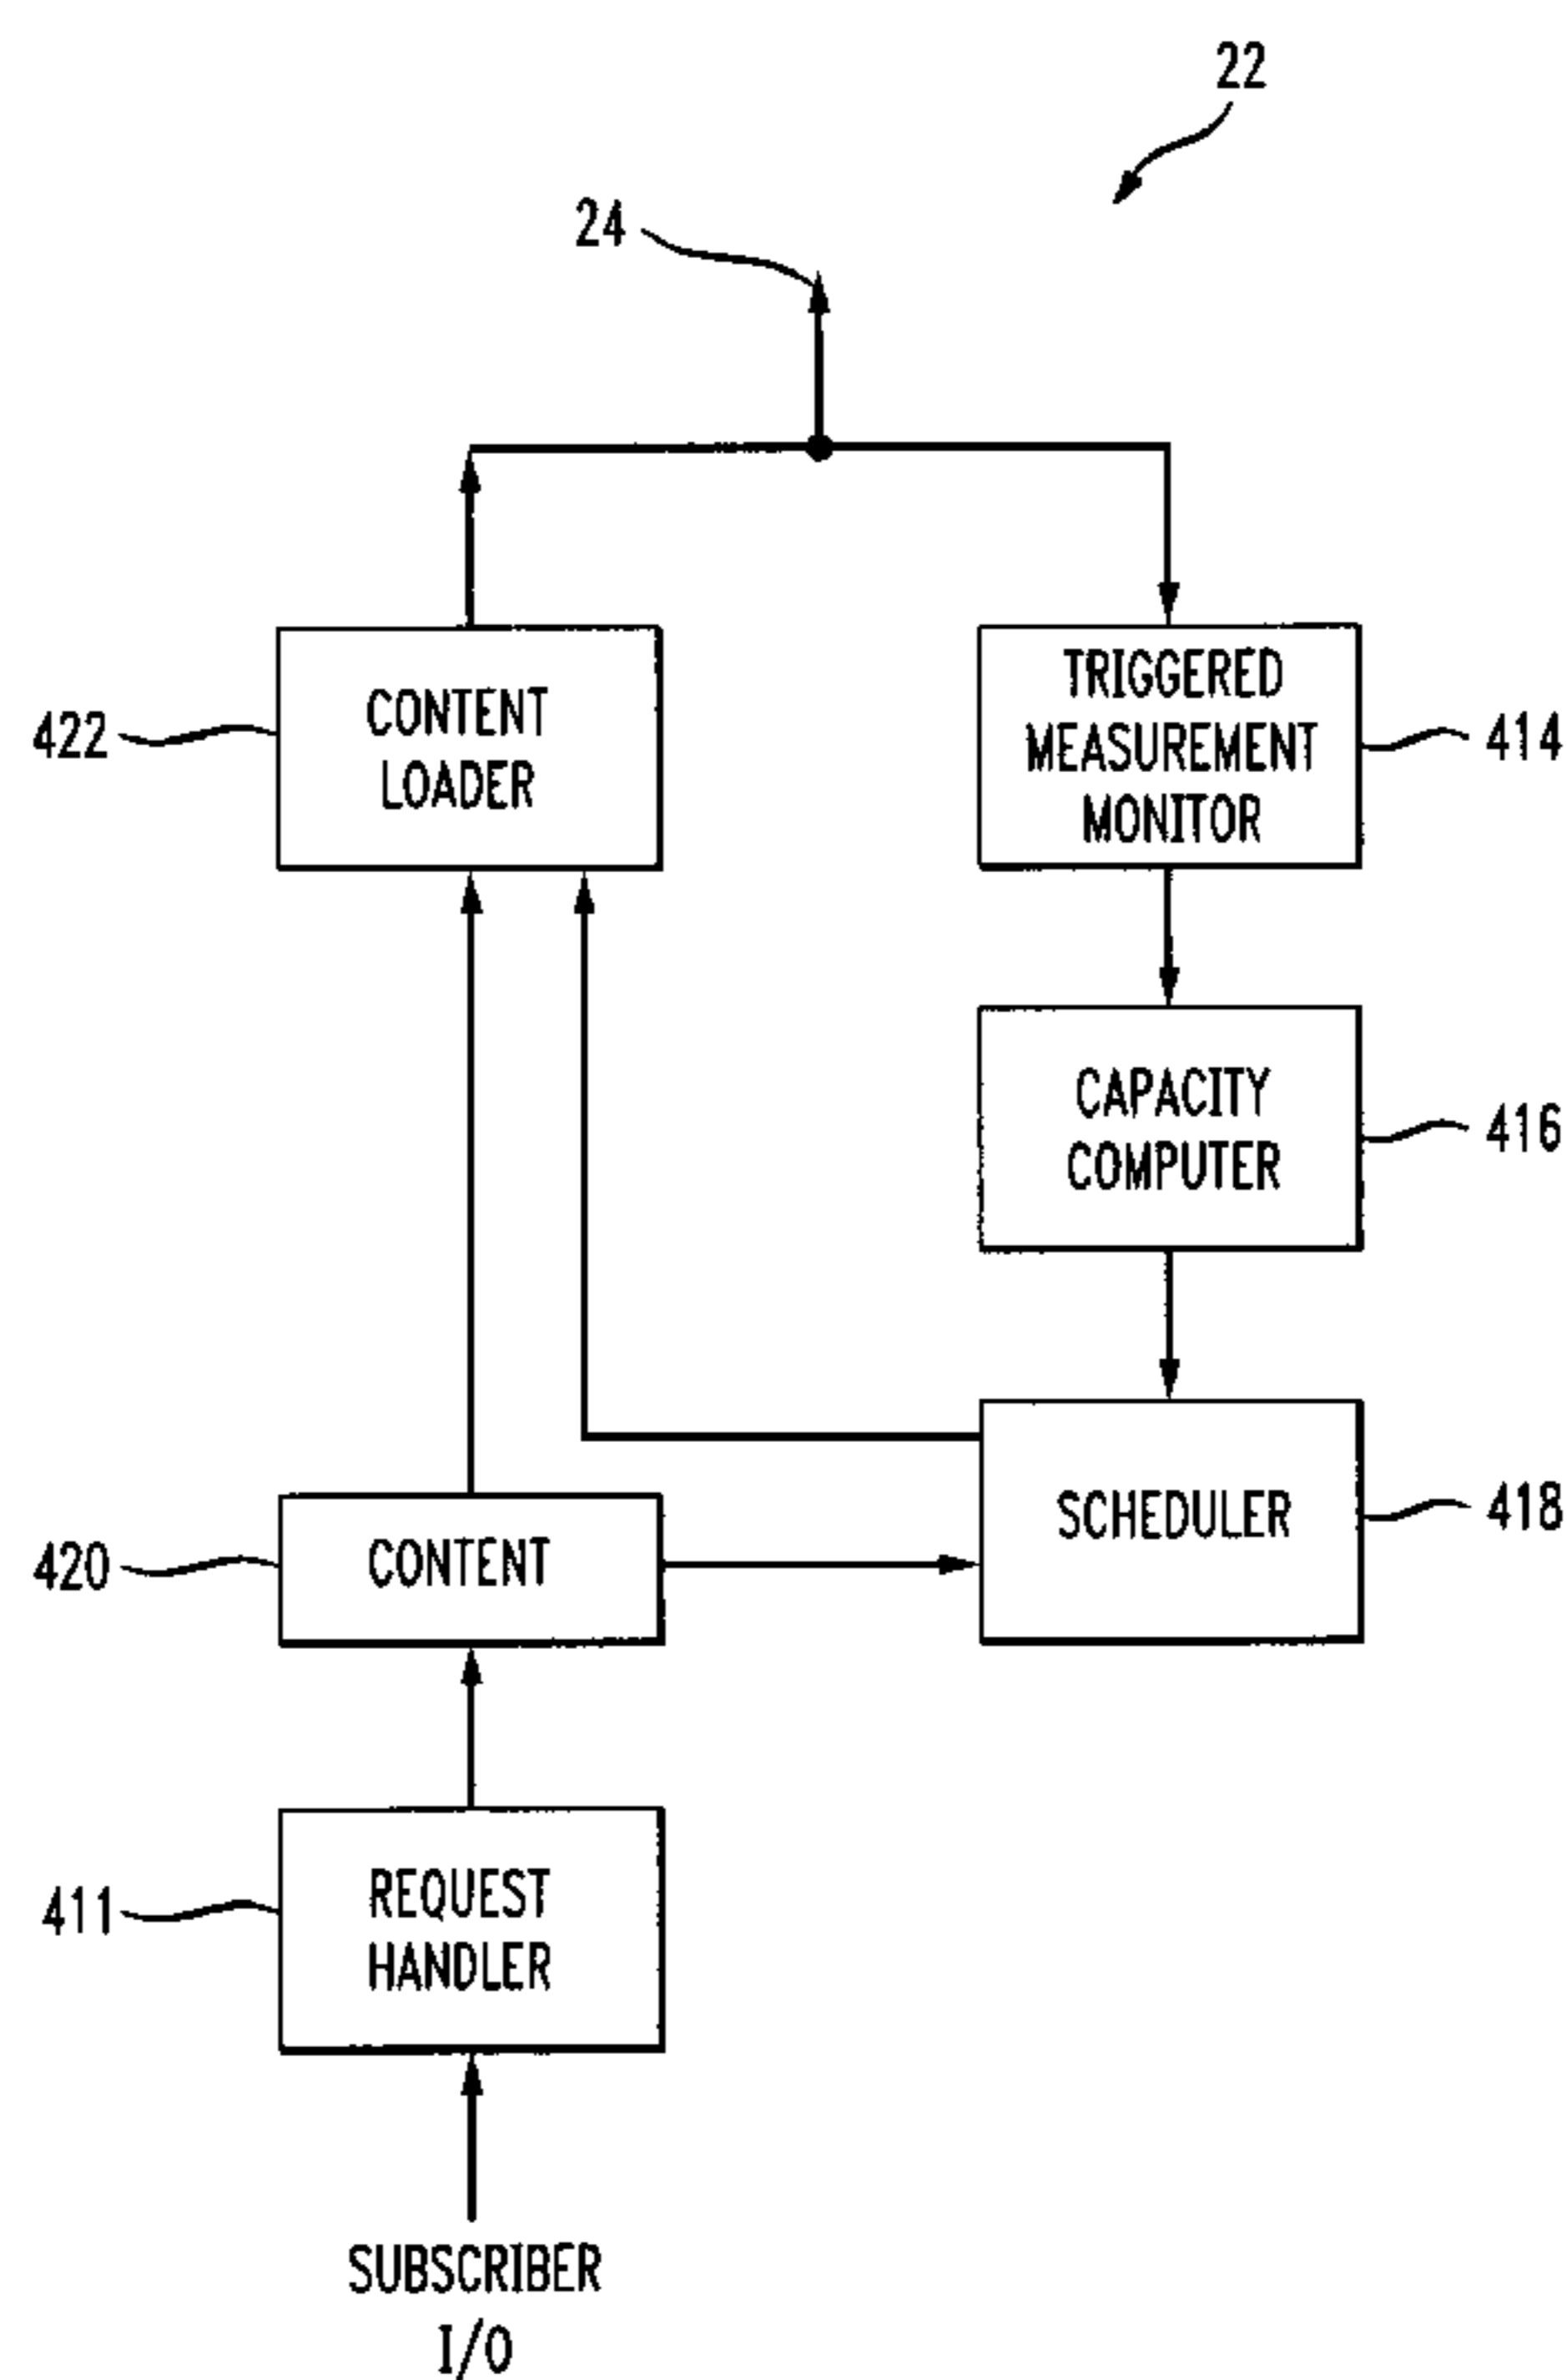 22
24
CONTENT
LOADER
422
TRIGGERED
MEASUREMENT
MONITOR
414
CAPACITY
COMPUTER
416
SCHEDULER
418
CONTENT
420
REQUEST
HANDLER
411
SUBSCRIBER
I/O